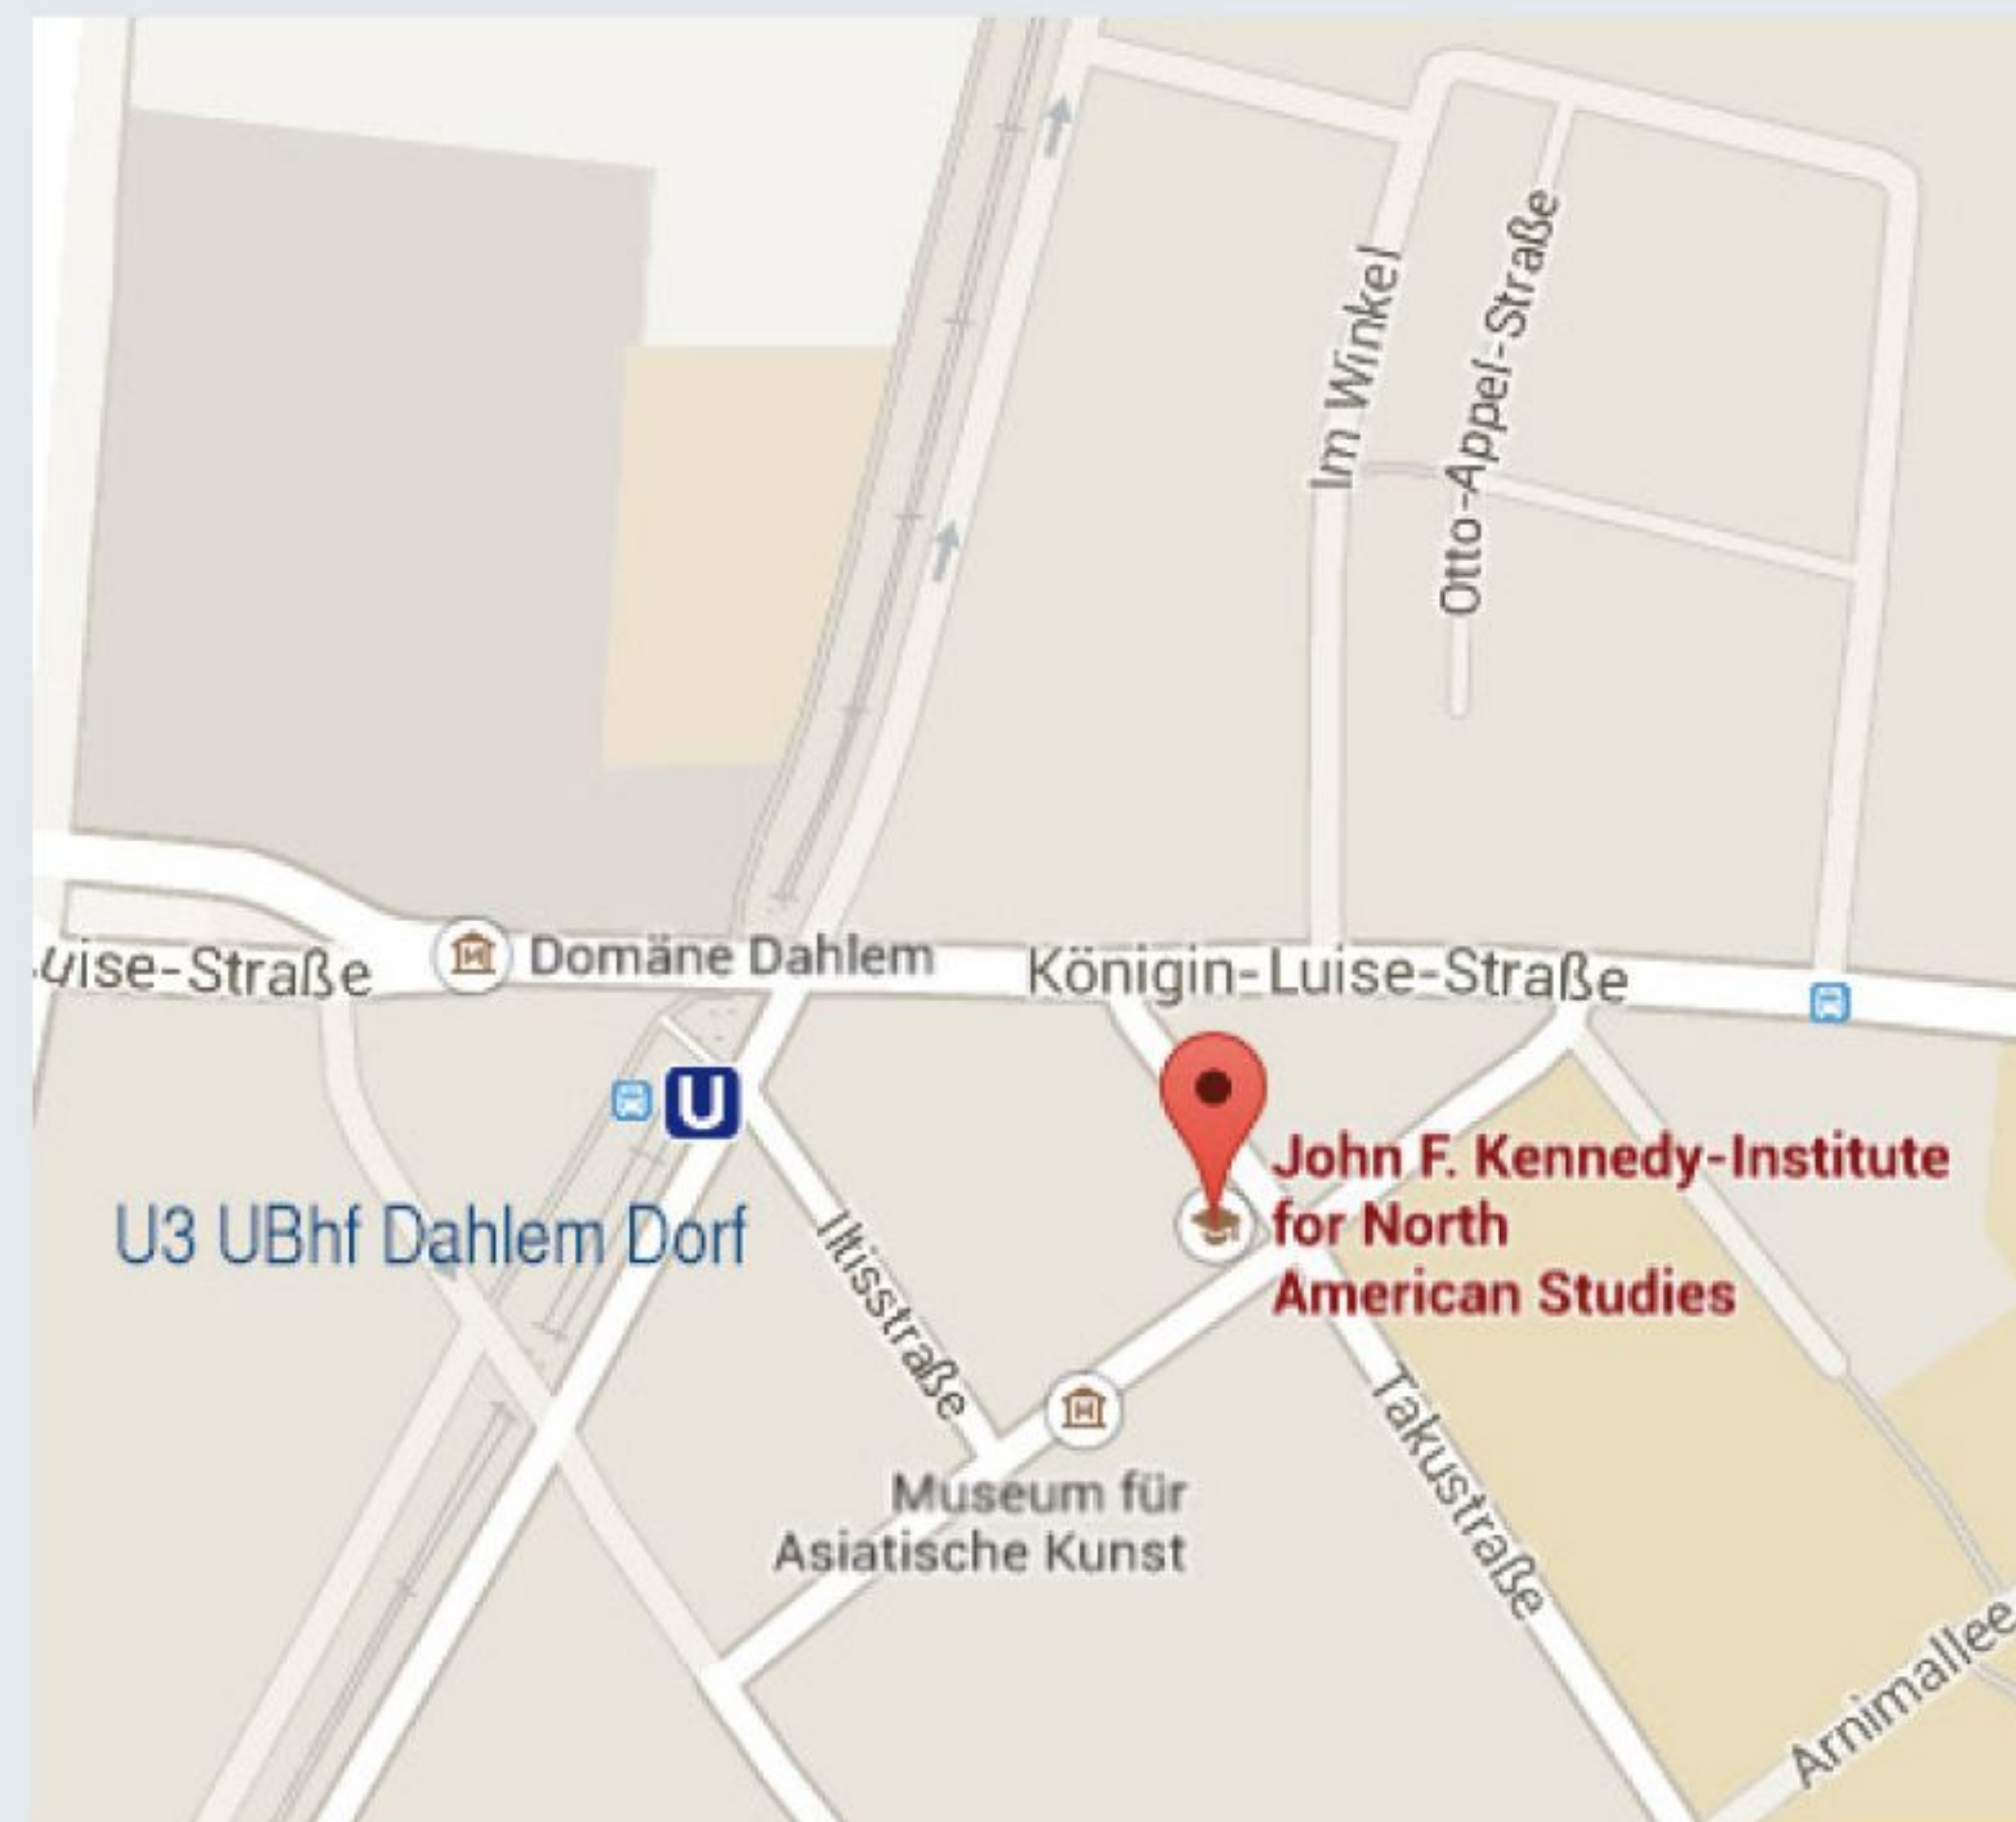 Im Winkel
Otto-Appel-Straße
uise-Straße
Domäne Dahlem
Königin-Luise-Straße
U
U3 UBhf Dahlem Dorf
John F. Kennedy-Institute
for North
American Studies
Iltisstraße
Museum für
Asiatische Kunst
Takustraße
Arnimallee